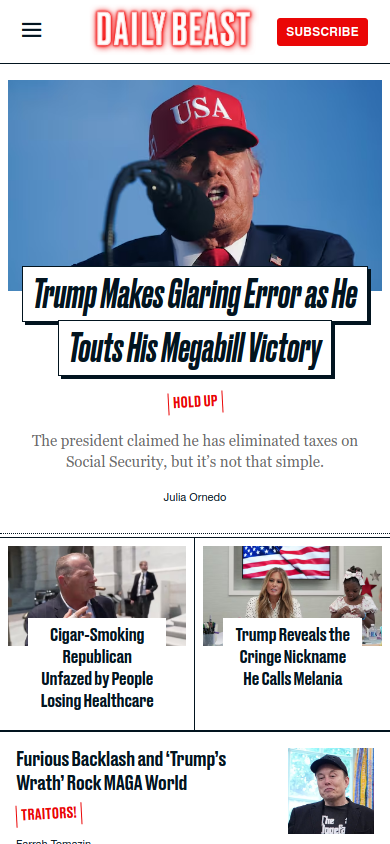 DAILY BEAST
SUBSCRIBE
USA
Trump Makes Glaring Error as He
Touts His Megabill Victory
HOLD UP
The president claimed he has eliminated taxes on
Social Security, but it's not that simple.
Julia Ornedo
Cigar-Smoking
Republican
Unfazed by People
Losing Healthcare
Trump Reveals the
Cringe Nickname
He Calls Melania
Furious Backlash and ‘Trump's
Wrath’ Rock MAGA World
TRAITORS!
The